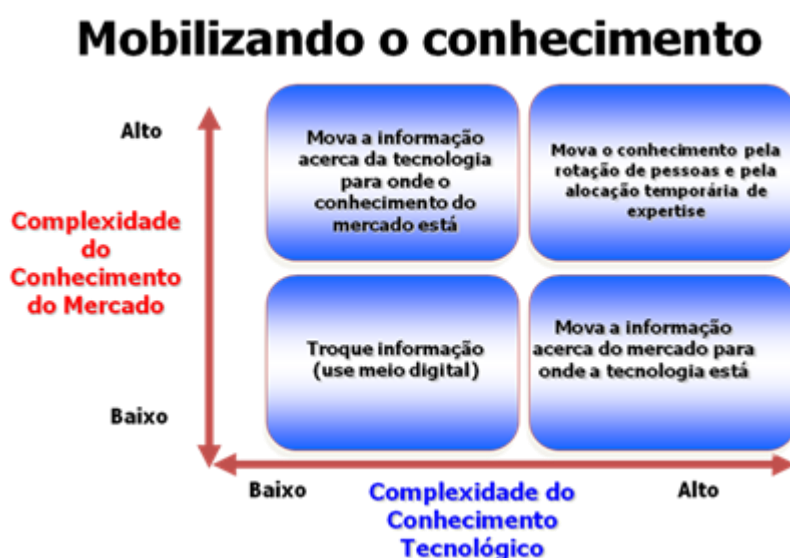 Mobilizando o conhecimento
Alto
Complexidade
do
Conhecimento
do Mercado
Baixo
Mova a informação
acerca da tecnologia
para onde o
conhecimento do
mercado está
Mova o conhecimento pela
rotação de pessoas e pela
alocação temporária de
expertise
Troque informação
(use meio digital)
Mova a informação
acerca do mercado para
onde a tecnologia está
Baixo
Complexidade do
Conhecimento
Tecnológico
Alto